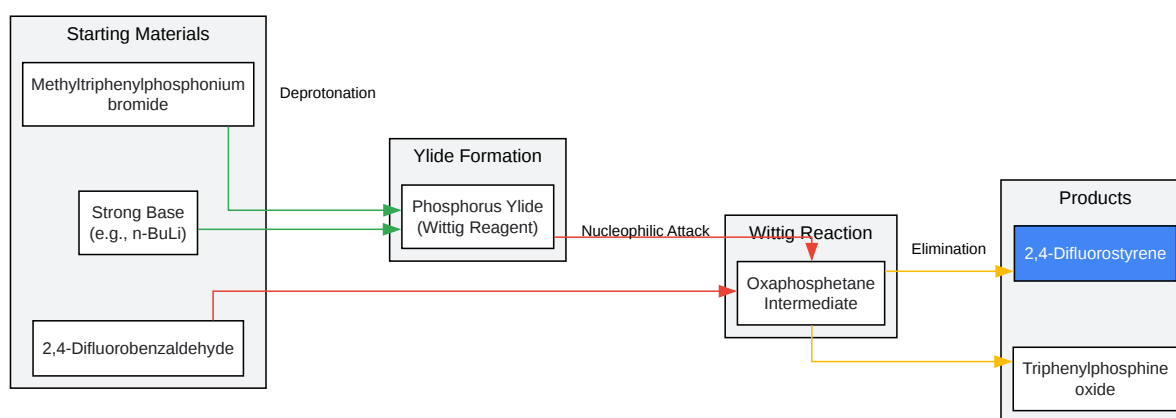 Starting Materials
Methyltriphenylphosphonium
bromide
Deprotonation
Strong Base
(e.g., n-BuLi)
2,4-Difluorobenzaldehyde
Ylide Formation
Phosphorus Ylide
(Wittig Reagent)
Nucleophilic Attack
Wittig Reaction
Oxaphosphetane
Intermediate
Elimination
Products
2,4-Difluorostyrene
Triphenylphosphine
oxide